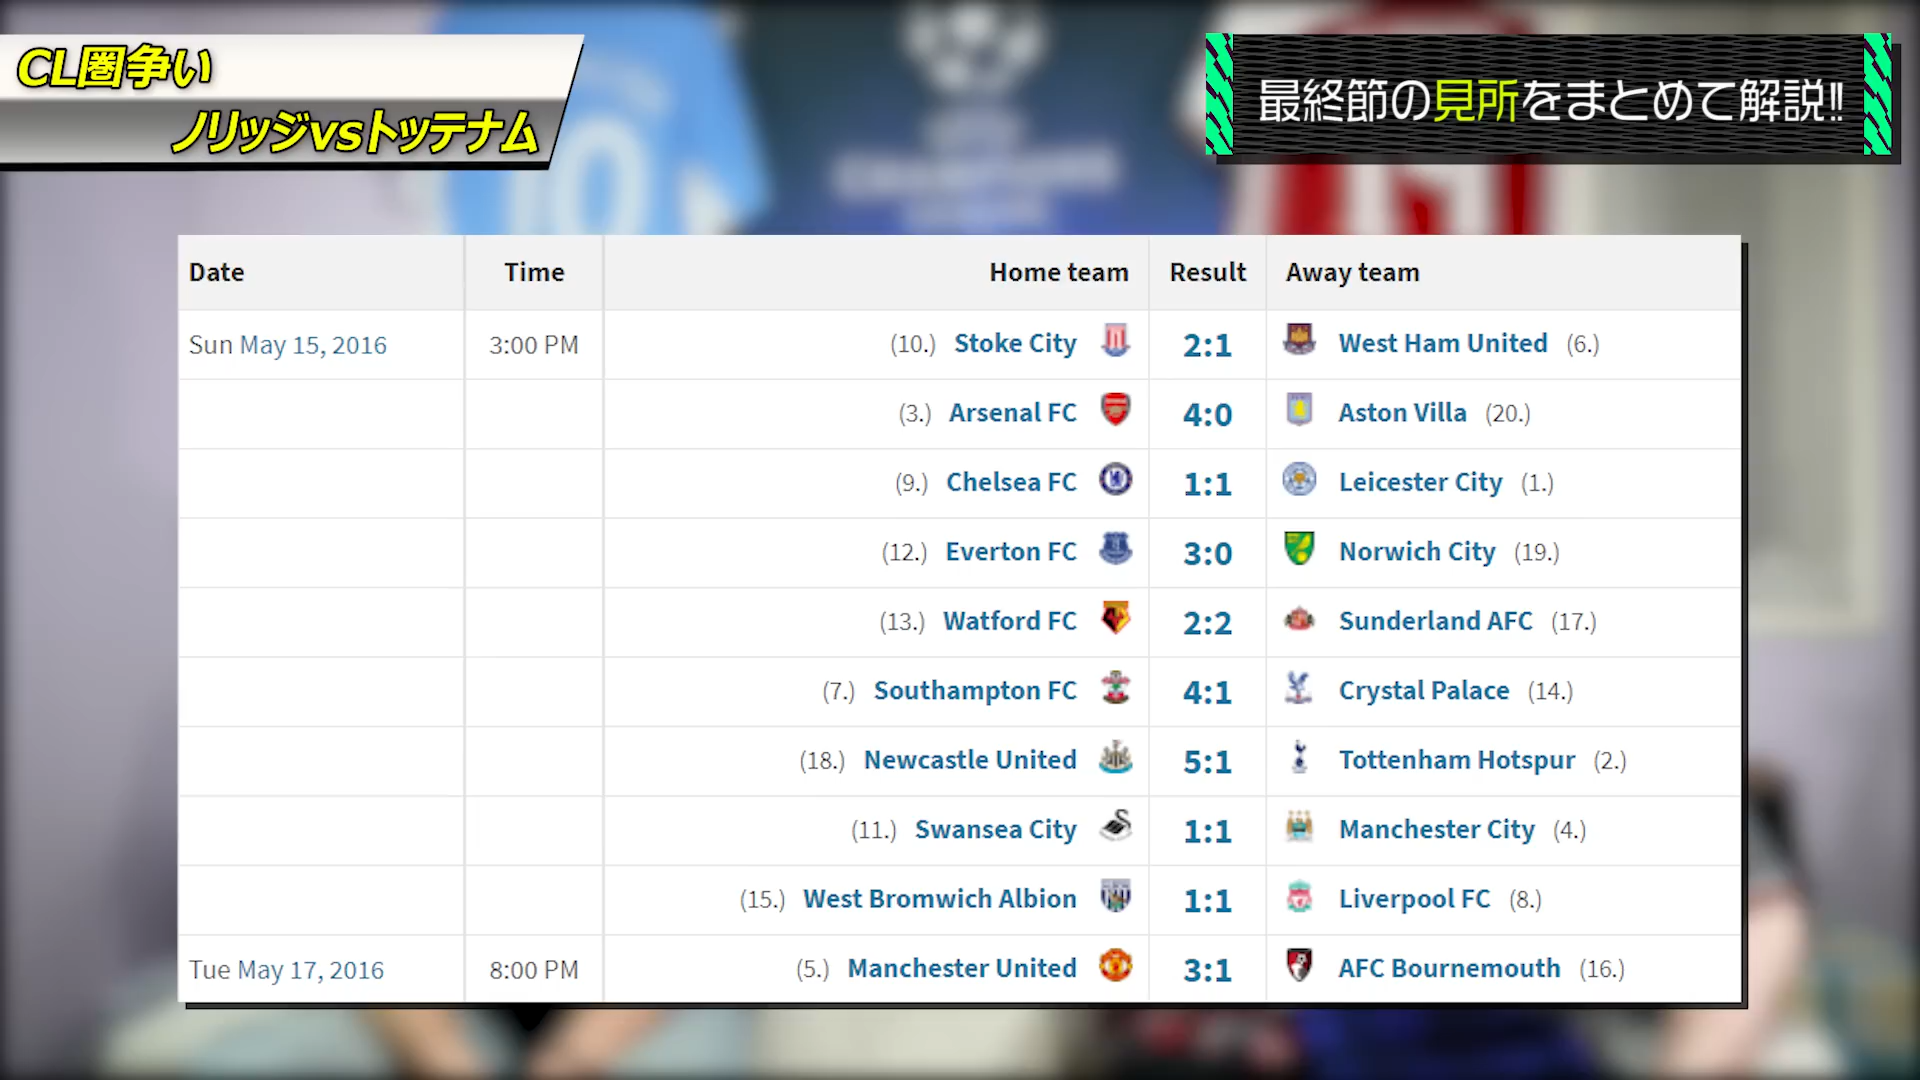 CL圏争い
ノリッジvsトッテナム
最終節の見所をまとめて解説!!
Date Time Home team Result Away team
Sun May 15, 2016 3:00 PM (10.) Stoke City 2:1 West Ham United (6.)
(3.) Arsenal FC 4:0 Aston Villa (20.)
(9.) Chelsea FC 1:1 Leicester City (1.)
(12.) Everton FC 3:0 Norwich City (19.)
(13.) Watford FC 2:2 Sunderland AFC (17.)
(7.) Southampton FC 4:1 Crystal Palace (14.)
(18.) Newcastle United 5:1 Tottenham Hotspur (2.)
(11.) Swansea City 1:1 Manchester City (4.)
(15.) West Bromwich Albion 1:1 Liverpool FC (8.)
Tue May 17, 2016 8:00 PM (5.) Manchester United 3:1 AFC Bournemouth (16.)